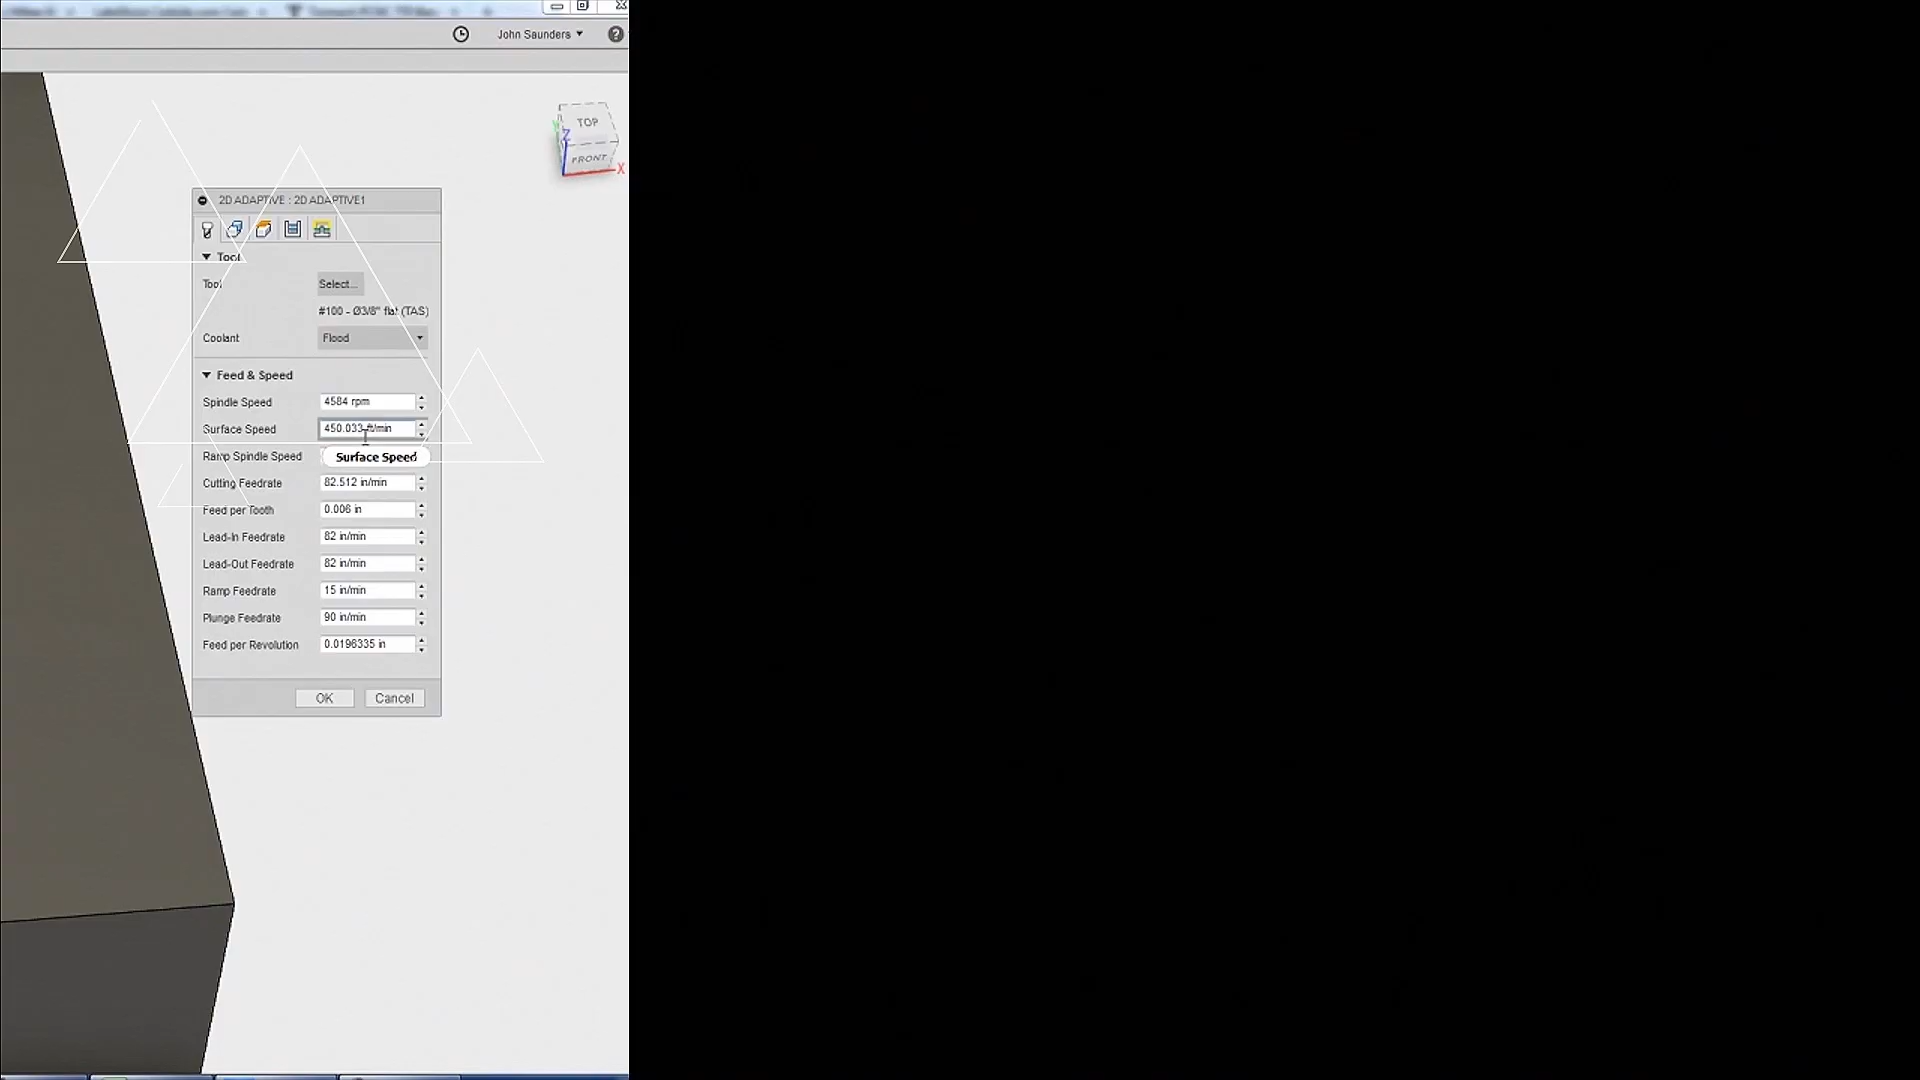 John Saunders
?
TOP
FRONT
Z
X
2D ADAPTIVE : 2D ADAPTIVE1
Tool
Tool
Select...
#100 - Ø3/8" flat (TAS)
Coolant
Flood
Feed & Speed
Spindle Speed
4584 rpm
Surface Speed
450.033 ft/min
Ramp Spindle Speed
Surface Speed
Cutting Feedrate
82.512 in/min
Feed per Tooth
0.006 in
Lead-In Feedrate
82 in/min
Lead-Out Feedrate
82 in/min
Ramp Feedrate
15 in/min
Plunge Feedrate
90 in/min
Feed per Revolution
0.0196335 in
OK
Cancel